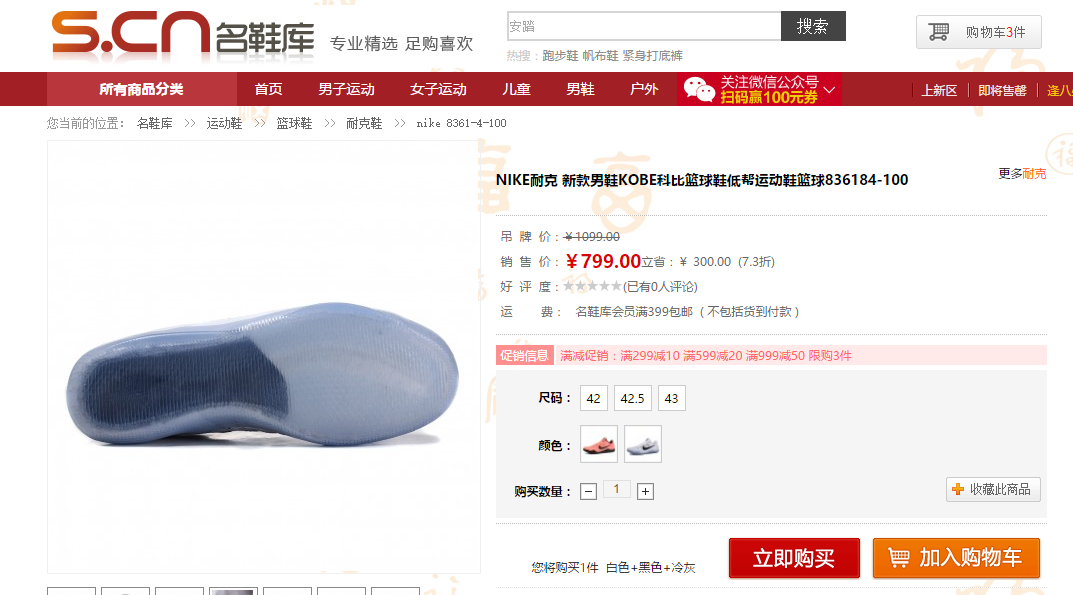 S.CN 名鞋库 专业精选 足购喜欢
安踏 搜索
购物车3件
热搜：跑步鞋 帆布鞋 紧身打底裤
所有商品分类 首页 男子运动 女子运动 儿童 男鞋 户外 关注微信公众号 上新区 即将售罄 逢八
扫码赢100元券
您当前的位置： 名鞋库 >> 运动鞋 >> 篮球鞋 >> 耐克鞋 >> nike 8361-4-100
NIKE耐克 新款男鞋KOBE科比篮球鞋低帮运动鞋篮球836184-100
更多耐克
吊 牌 价：¥1099.00
销 售 价：¥799.00立省：¥ 300.00 (7.3折)
好 评 度：★★★★★(已有0人评论)
运 费： 名鞋库会员满399包邮 ( 不包括货到付款 )
促销信息 满减促销：满299减10 满599减20 满999减50 限购3件
尺码： 42 42.5 43
颜色：
购买数量： − 1 +
收藏此商品
您将购买1件 白色+黑色+冷灰
立即购买 加入购物车